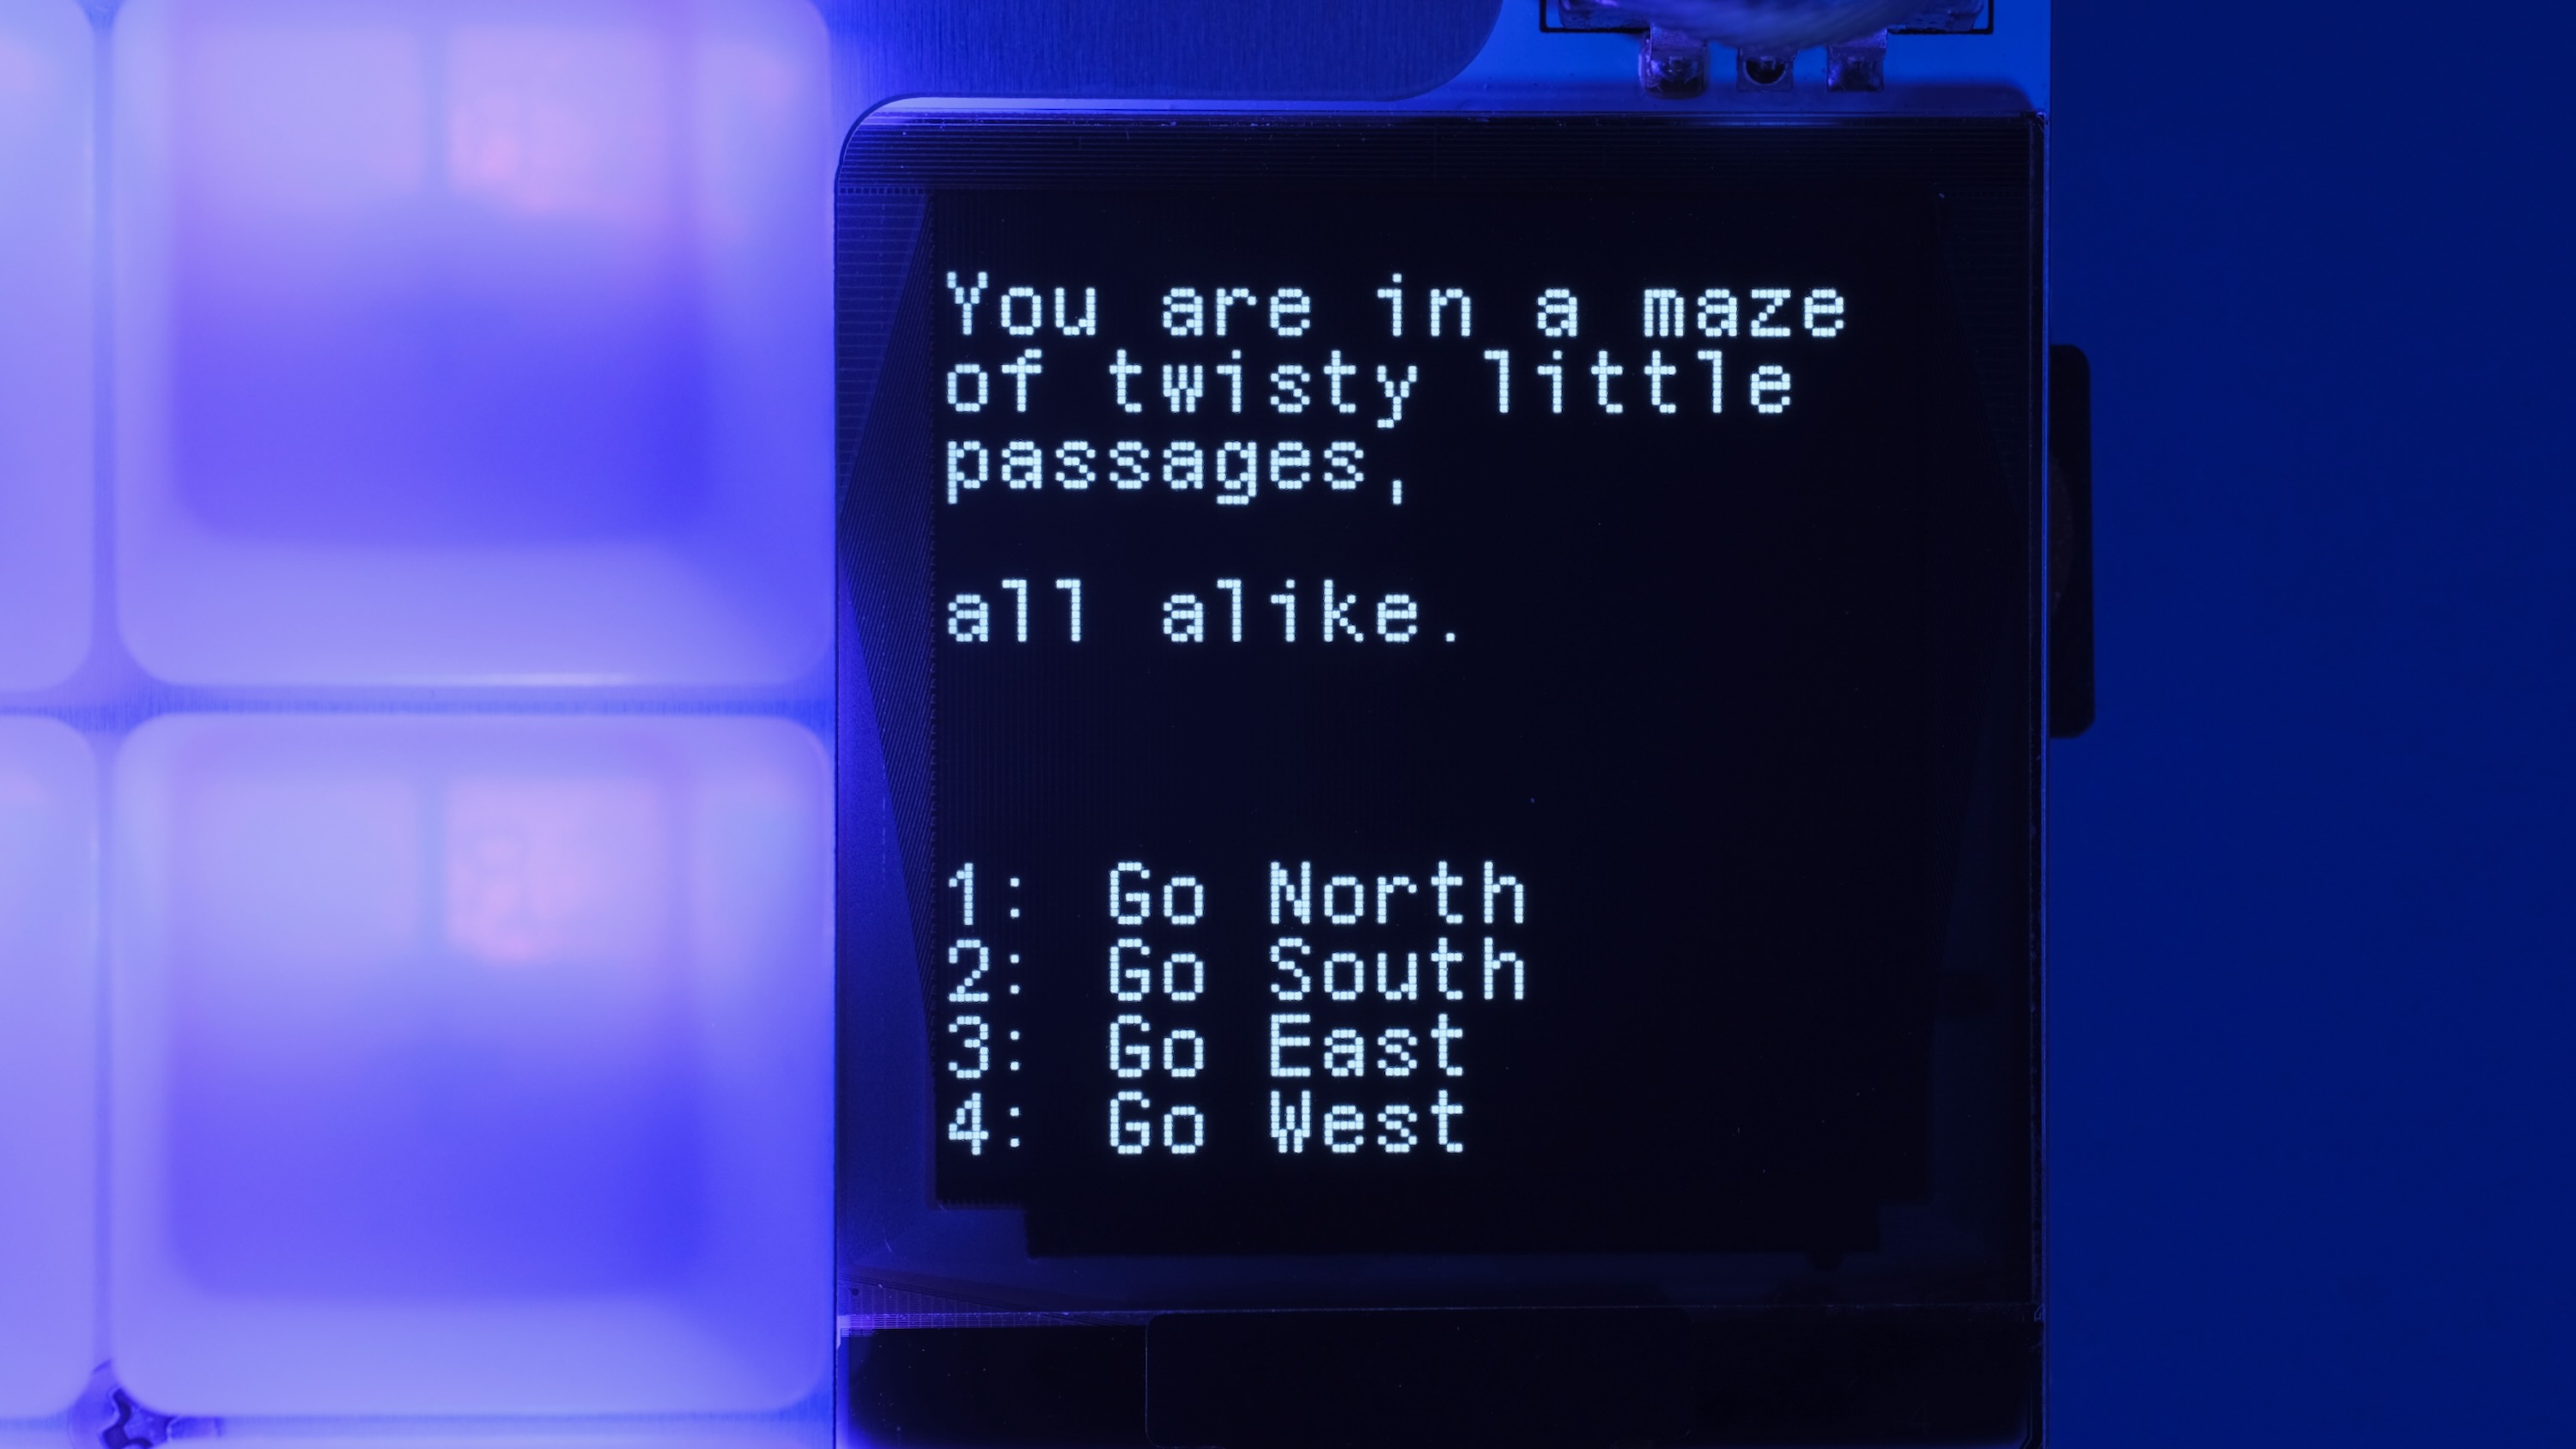 You are in a maze
of twisty little
passages,
all alike.
1: Go North
2: Go South
3: Go East
4: Go West